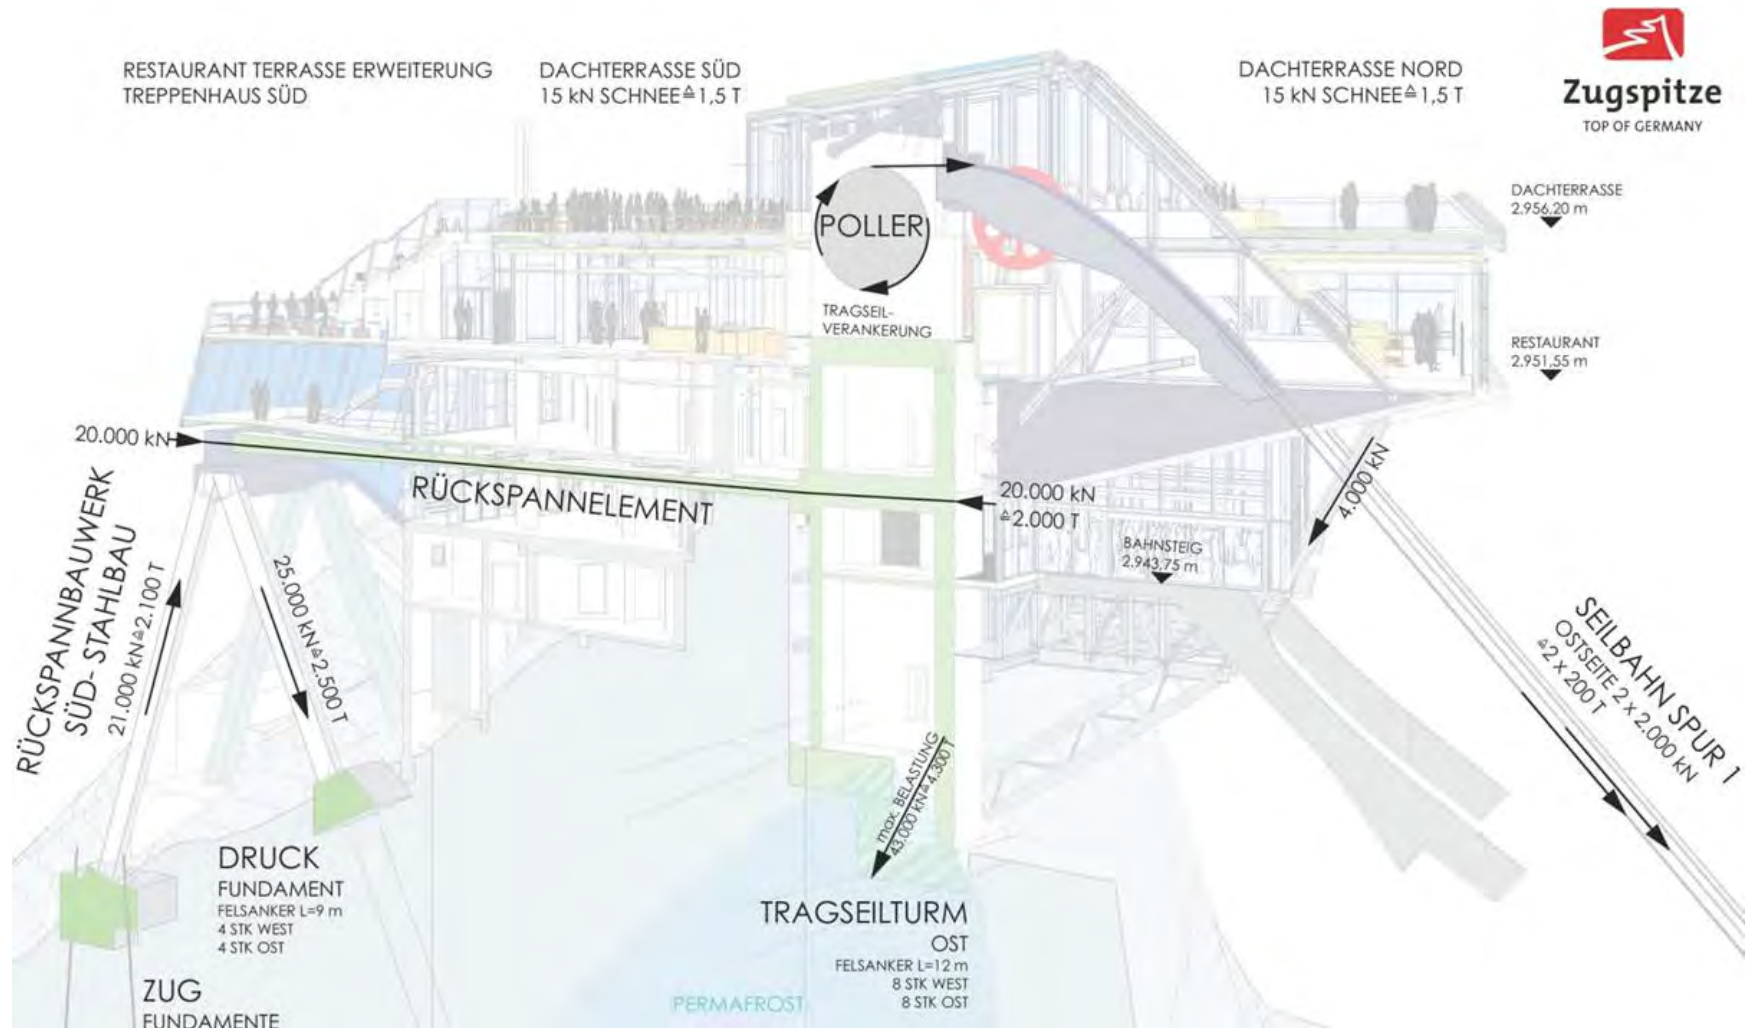 RESTAURANT TERRASSE ERWEITERUNG
TREPPENHAUS SÜD
DACHTERRASSE SÜD
15 kN SCHNEE≙1,5 T
DACHTERRASSE NORD
15 kN SCHNEE≙1,5 T
Zugspitze
TOP OF GERMANY
DACHTERRASSE
2.956,20 m
POLLER
TRAGSEIL-
VERANKERUNG
RESTAURANT
2.951,55 m
20.000 kN
RÜCKSPANNELEMENT
20.000 kN
≙2.000 T
4.000 kN
BAHNSTEIG
2.943,75 m
RÜCKSPANNBAUWERK
SÜD- STAHLBAU
21.000 kN≙2.100 T
25.000 kN≙2.500 T
SEILBAHN SPUR 1
OSTSEITE 2 x 2.000 kN
≙2 X 200 T
max. BELASTUNG
43.000 kN≙4.300 T
DRUCK
FUNDAMENT
FELSANKER L=9 m
4 STK WEST
4 STK OST
TRAGSEILTURM
OST
FELSANKER L=12 m
8 STK WEST
8 STK OST
PERMAFROST
ZUG
FUNDAMENTE